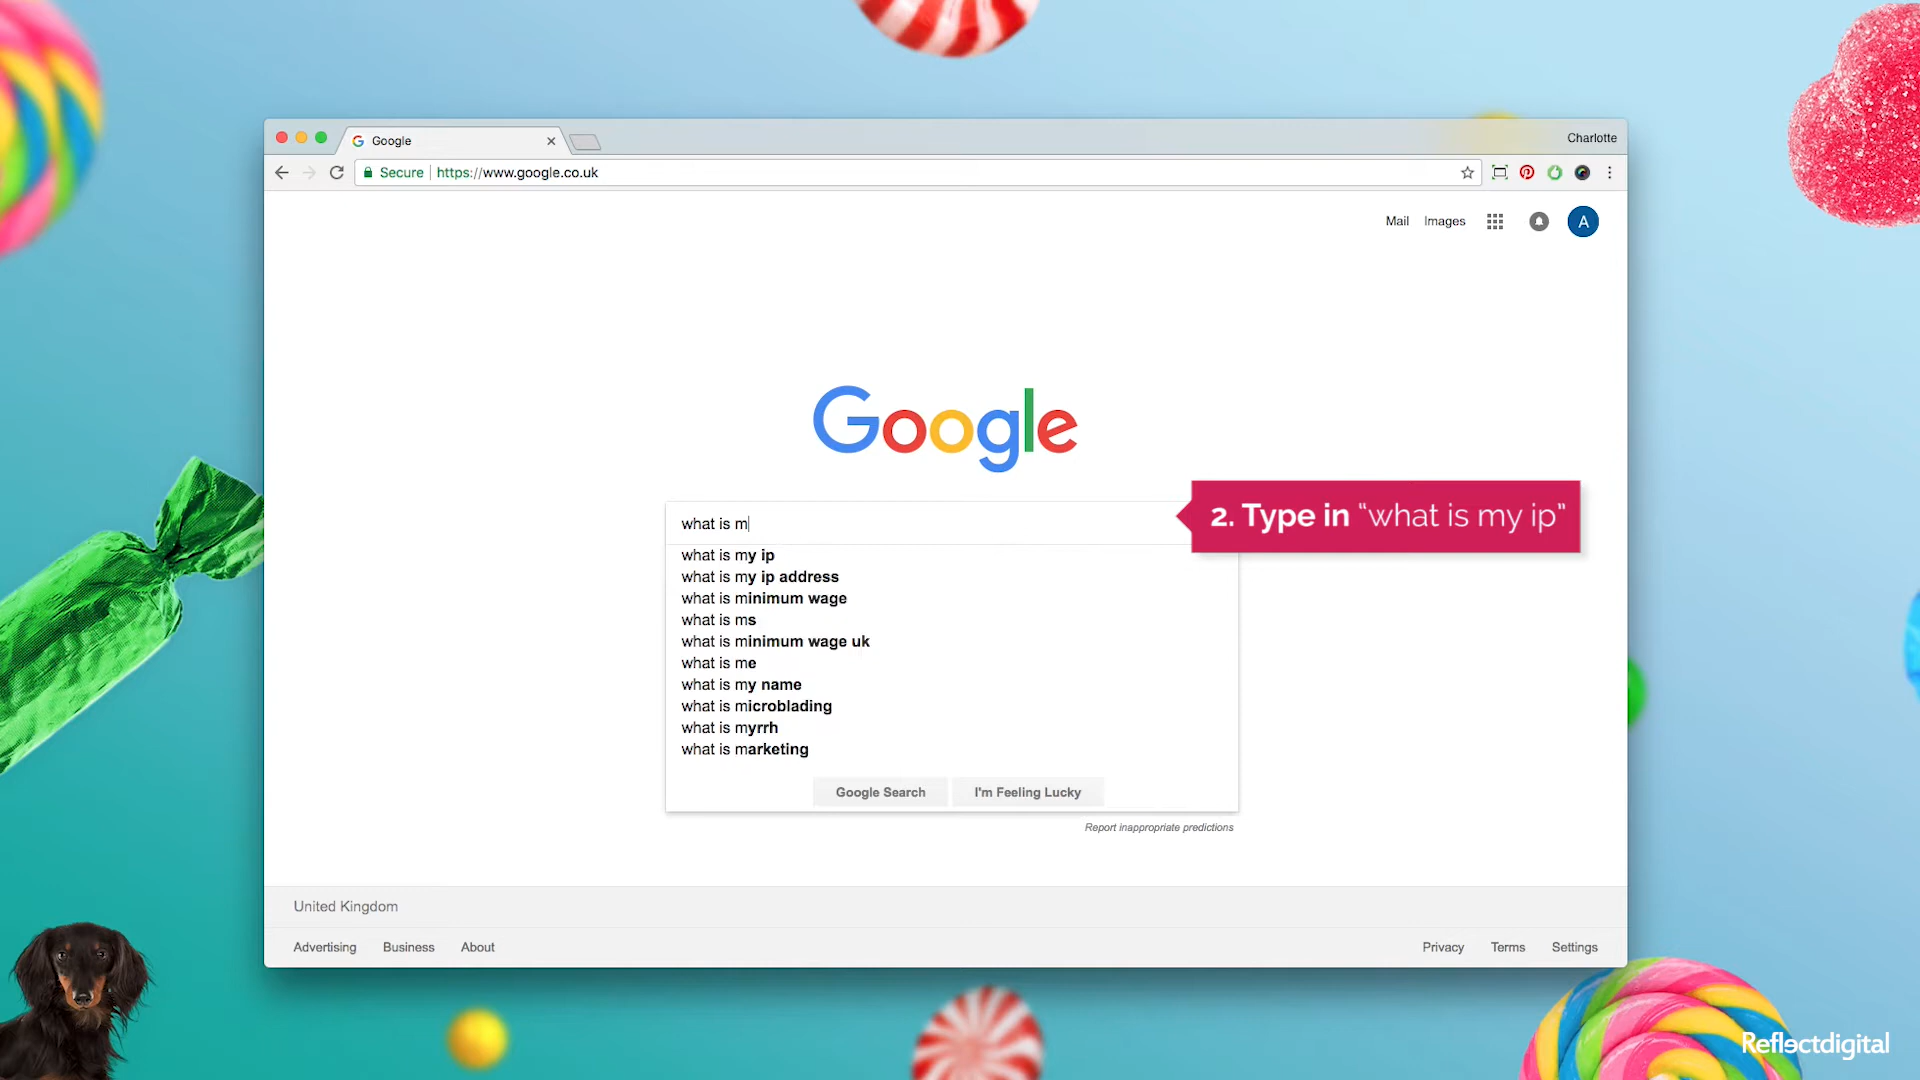 Google
Charlotte
Secure
https://www.google.co.uk
Mail
Images
A
Google
what is m
2. Type in “what is my ip”
what is my ip
what is my ip address
what is minimum wage
what is ms
what is minimum wage uk
what is me
what is my name
what is microblading
what is myrrh
what is marketing
Google Search
I'm Feeling Lucky
Report inappropriate predictions
United Kingdom
Advertising
Business
About
Privacy
Terms
Settings
Reflectdigital